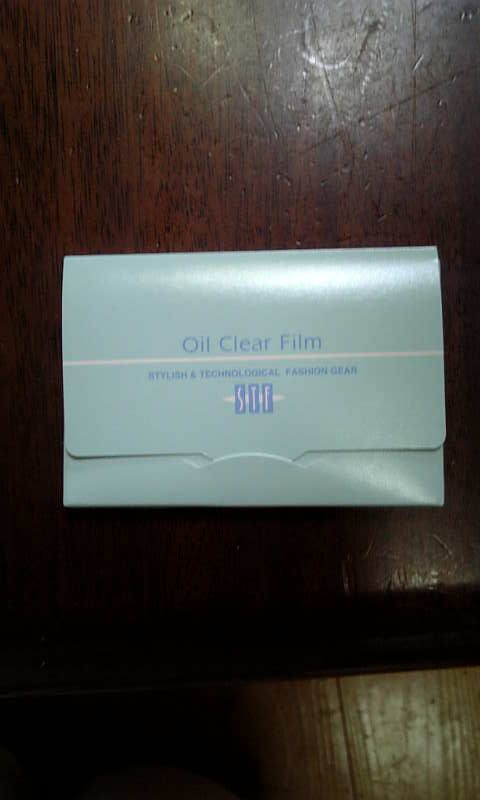 Oil Clear Film
STYLISH & TECHNOLOGICAL FASHION GEAR
STF